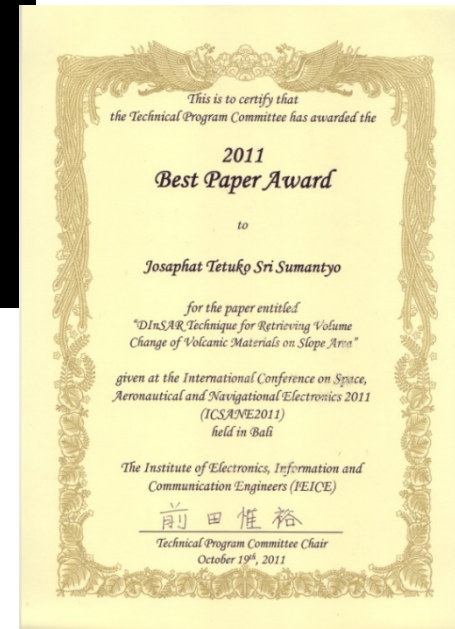 This is to certify that
the Technical Program Committee has awarded the
2011
Best Paper Award
to
Josaphat Tetuko Sri Sumantyo
for the paper entitled
"DInSAR Technique for Retrieving Volume
Change of Volcanic Materials on Slope Area"
given at the International Conference on Space,
Aeronautical and Navigational Electronics 2011
(ICSANE2011)
held in Bali
The Institute of Electronics, Information and
Communication Engineers (IEICE)
前田惟裕
Technical Program Committee Chair
October 19th, 2011